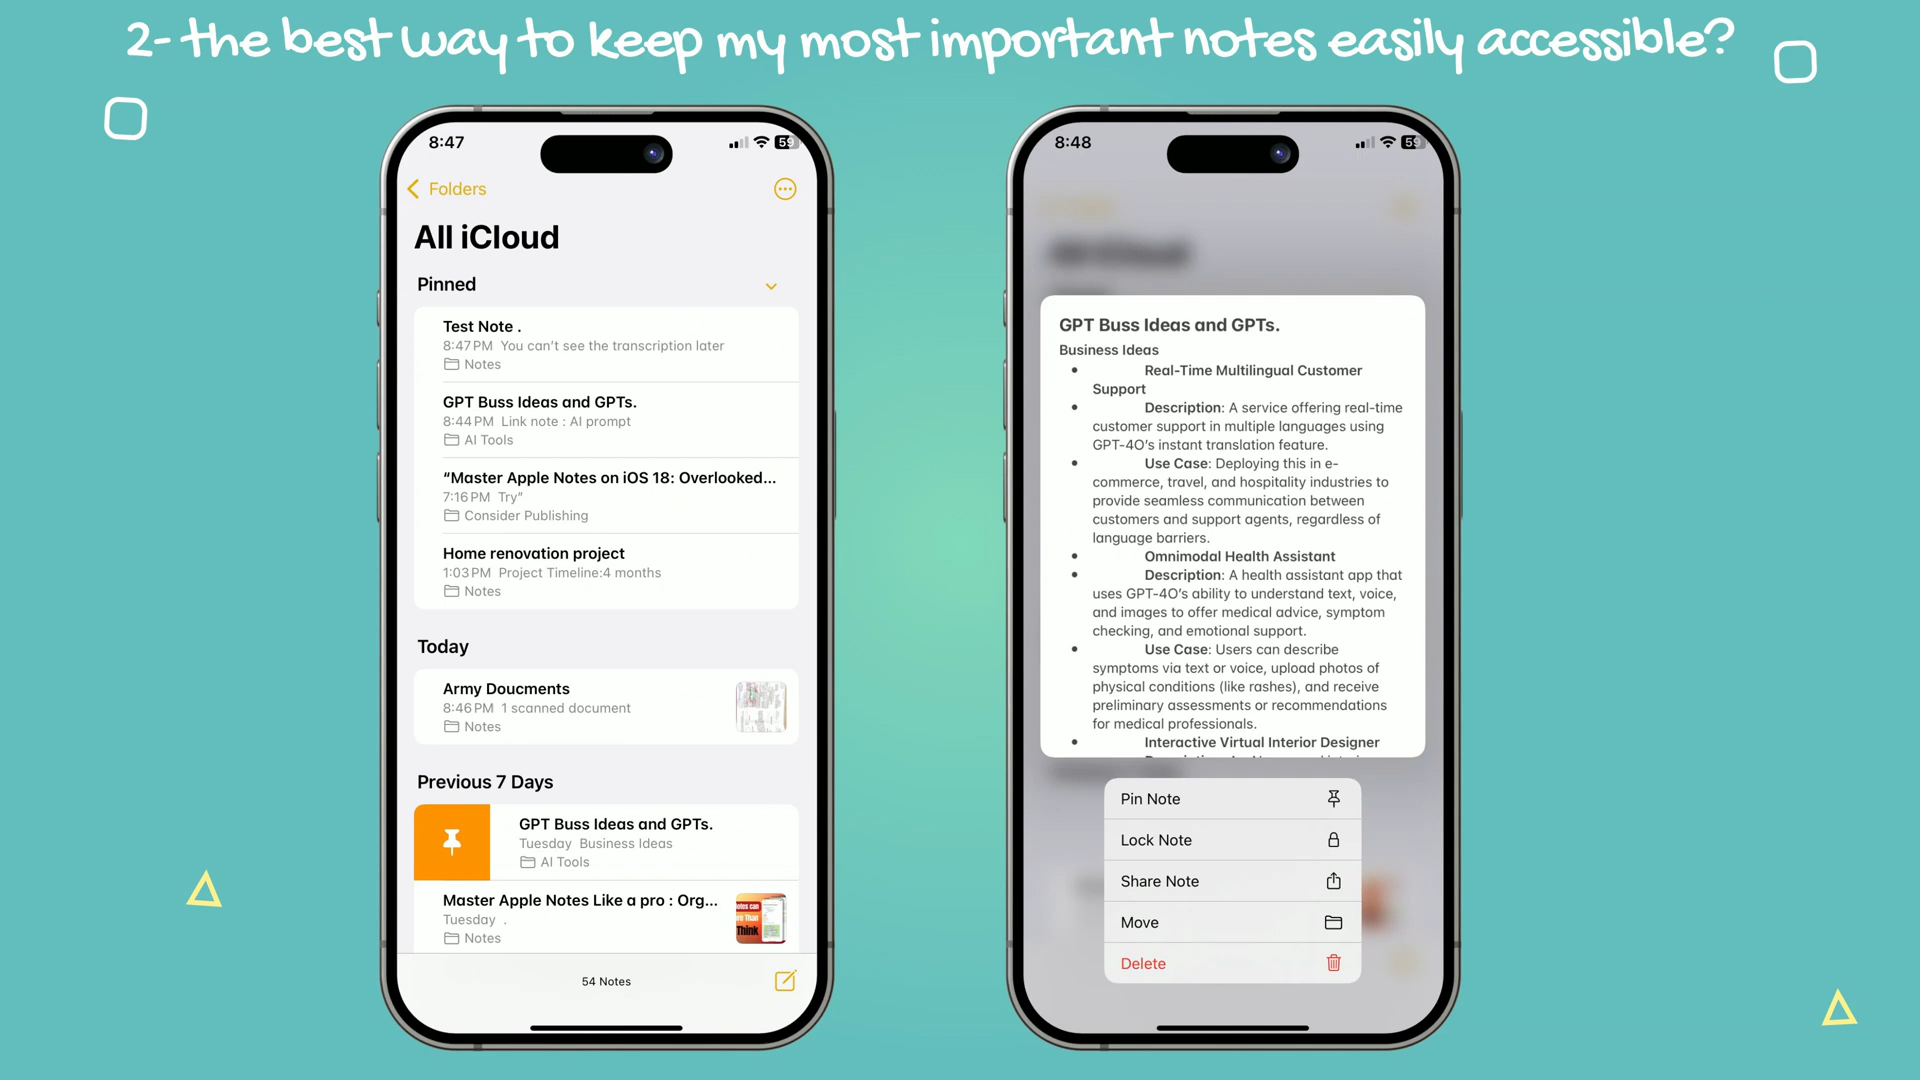 2- the best way to keep my most important notes easily accessible?
8:47
59
Folders
All iCloud
Pinned
Test Note .
8:47 PM You can't see the transcription later
Notes
GPT Buss Ideas and GPTs.
8:44 PM Link note : AI prompt
AI Tools
“Master Apple Notes on iOS 18: Overlooked...
7:16 PM Try”
Consider Publishing
Home renovation project
1:03 PM Project Timeline:4 months
Notes
Today
Army Doucments
8:46 PM 1 scanned document
Notes
Previous 7 Days
GPT Buss Ideas and GPTs.
Tuesday Business Ideas
AI Tools
Master Apple Notes Like a pro : Org...
Tuesday .
Notes
otes can
re Than
Think
54 Notes
8:48
59
GPT Buss Ideas and GPTs.
Business Ideas
• Real-Time Multilingual Customer
Support
• Description: A service offering real-time
customer support in multiple languages using
GPT-4O's instant translation feature.
• Use Case: Deploying this in e-
commerce, travel, and hospitality industries to
provide seamless communication between
customers and support agents, regardless of
language barriers.
• Omnimodal Health Assistant
• Description: A health assistant app that
uses GPT-4O's ability to understand text, voice,
and images to offer medical advice, symptom
checking, and emotional support.
• Use Case: Users can describe
symptoms via text or voice, upload photos of
physical conditions (like rashes), and receive
preliminary assessments or recommendations
for medical professionals.
• Interactive Virtual Interior Designer
Pin Note
Lock Note
Share Note
Move
Delete